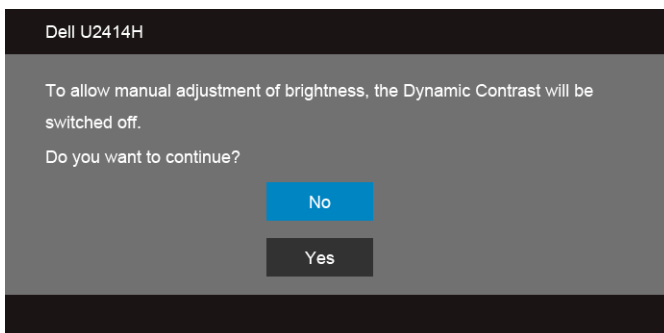 Dell U2414H
To allow manual adjustment of brightness, the Dynamic Contrast will be
switched off.
Do you want to continue?
No
Yes